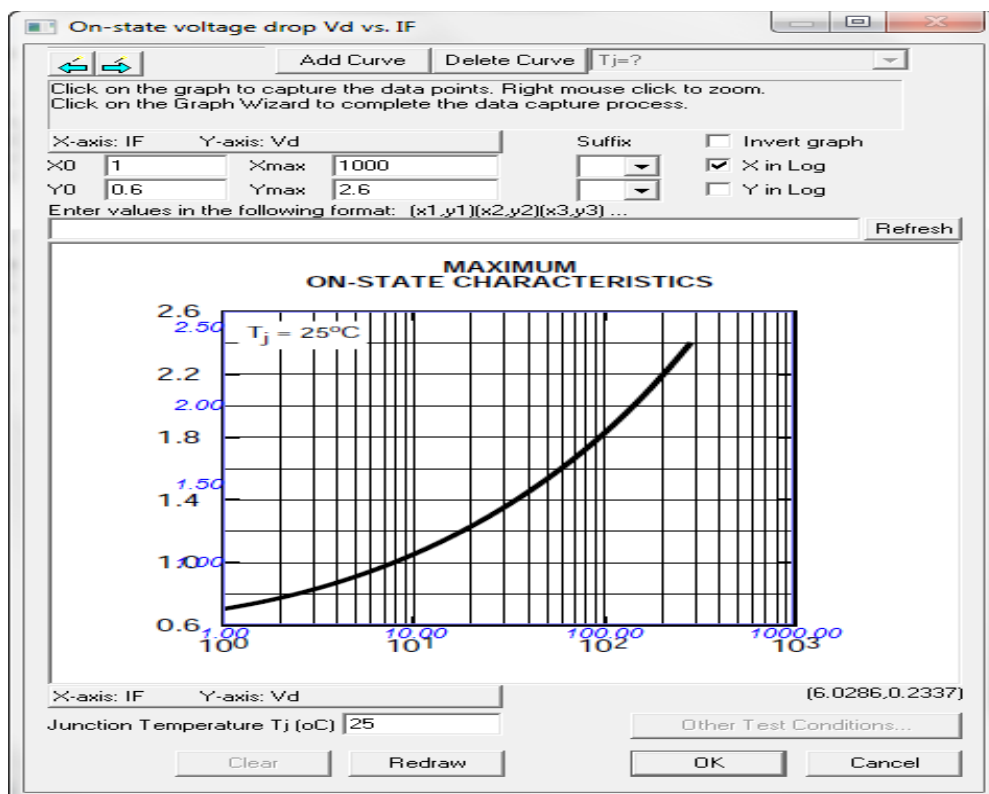 On-state voltage drop Vd vs. IF
Add Curve Delete Curve Tj=?
Click on the graph to capture the data points. Right mouse click to zoom.
Click on the Graph Wizard to complete the data capture process.
X-axis: IF Y-axis: Vd Suffix Invert graph
X0 1 Xmax 1000 X in Log
Y0 0.6 Ymax 2.6 Y in Log
Enter values in the following format: (x1,y1)(x2,y2)(x3,y3) ...
Refresh
MAXIMUM
ON-STATE CHARACTERISTICS
2.6
2.50
Tj = 25°C
2.2
2.00
1.8
1.50
1.4
1.0
1.00
0.6
1.00 10.00 100.00 1000.00
10⁰ 10¹ 10² 10³
X-axis: IF Y-axis: Vd (6.0286,0.2337)
Junction Temperature Tj (oC) 25 Other Test Conditions...
Clear Redraw OK Cancel